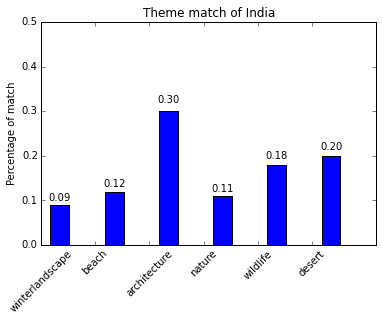 Theme match of India
Percentage of match
0.5
0.4
0.3
0.2
0.1
0.0
0.09
0.12
0.30
0.11
0.18
0.20
winterlandscape
beach
architecture
nature
wildlife
desert